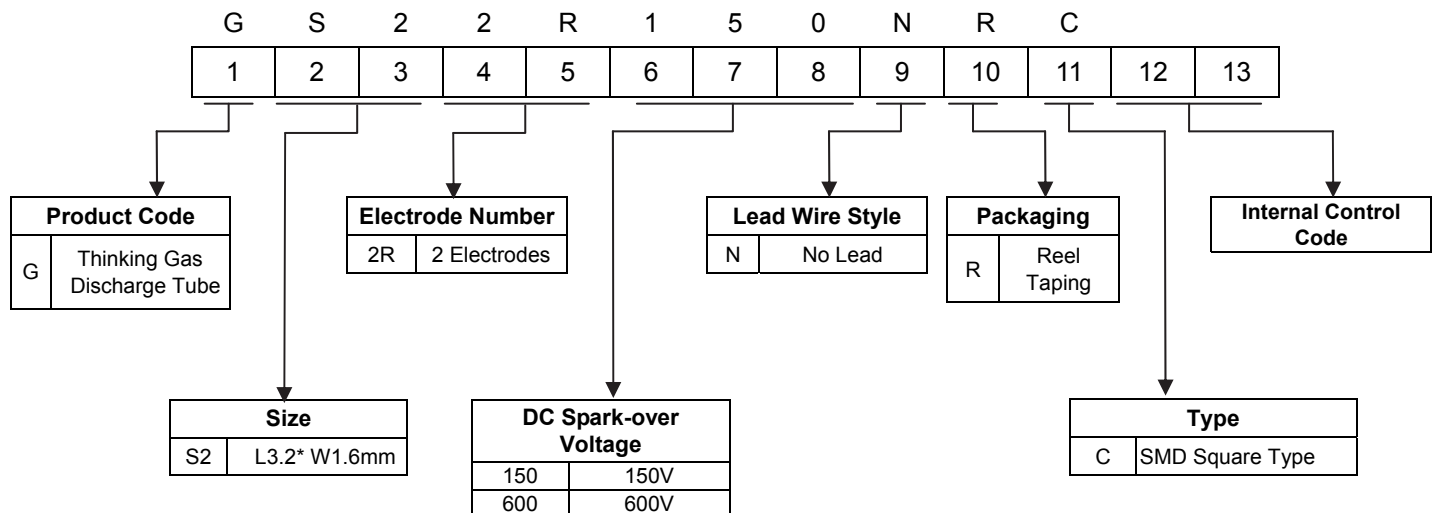 G S 2 2 R 1 5 0 N R C
1 2 3 4 5 6 7 8 9 10 11 12 13
Product Code
G Thinking Gas
Discharge Tube
Electrode Number
2R 2 Electrodes
Lead Wire Style
N No Lead
Packaging
R Reel
Taping
Internal Control
Code
Size
S2 L3.2* W1.6mm
DC Spark-over
Voltage
150 150V
600 600V
Type
C SMD Square Type